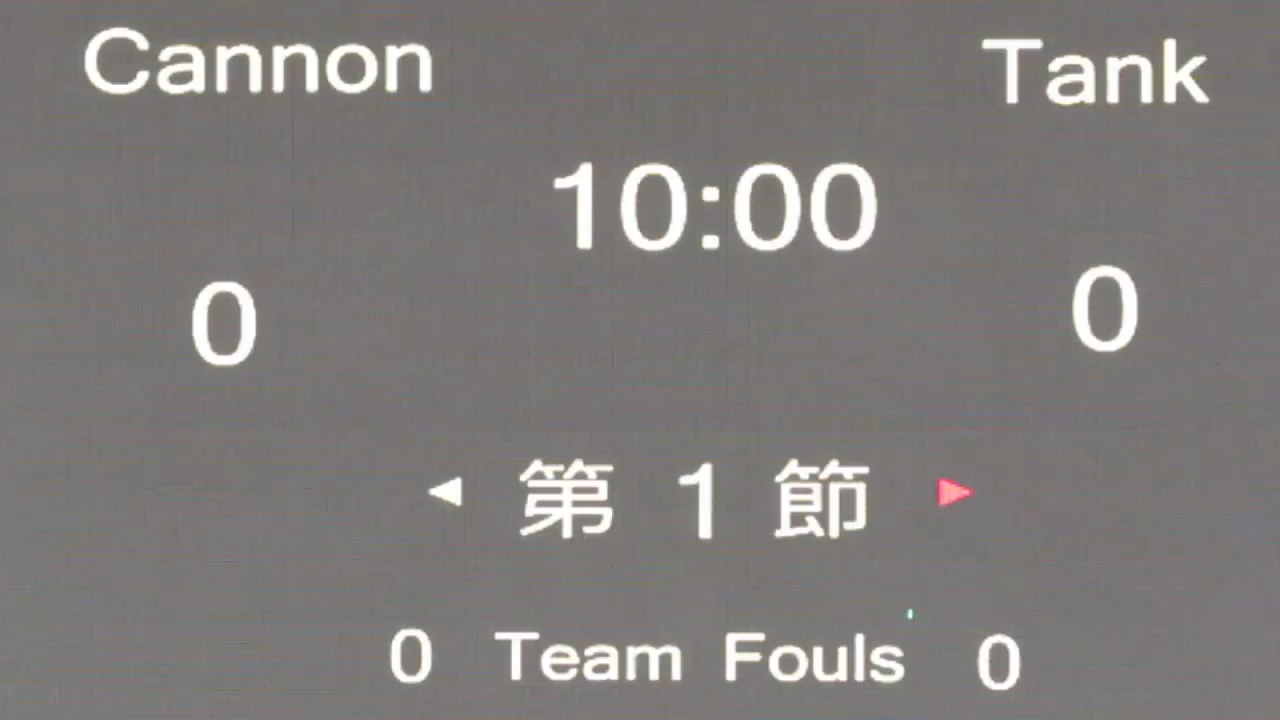 Cannon Tank
10:00
0 0
◀ 第 1 節 ▶
0 Team Fouls 0